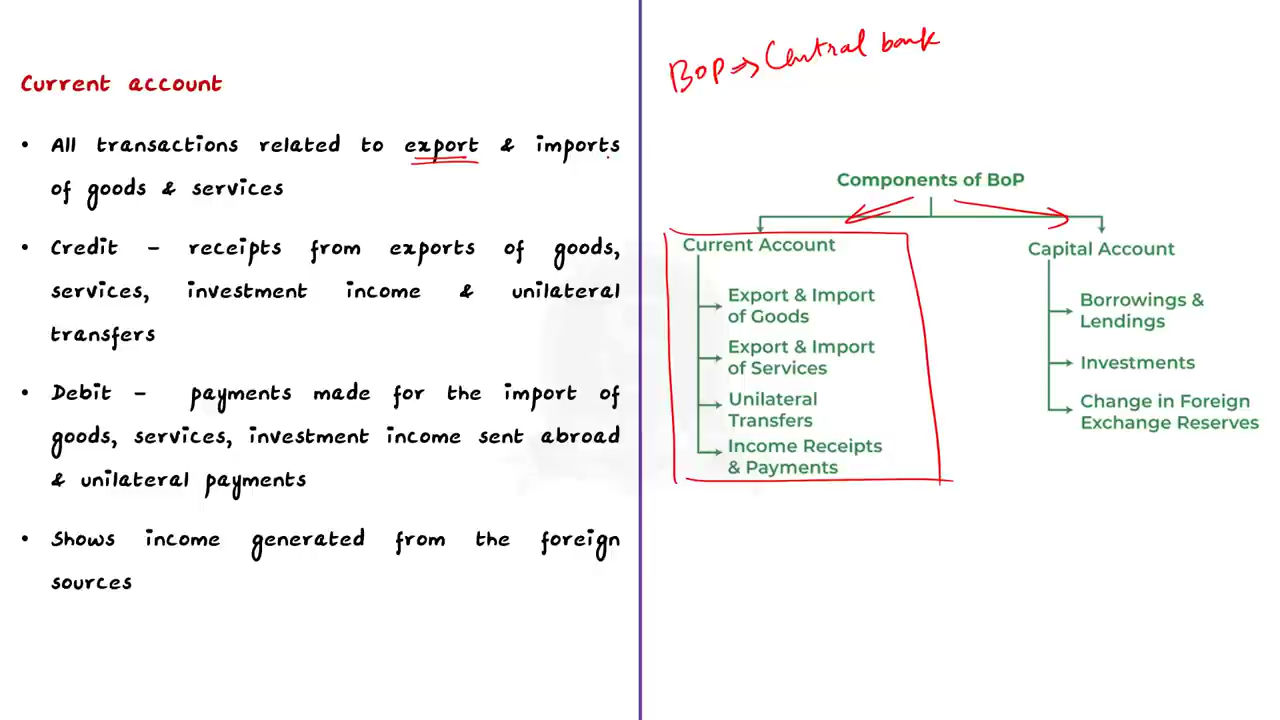 Current account
• All transactions related to export & imports
of goods & services
• Credit – receipts from exports of goods,
services, investment income & unilateral
transfers
• Debit – payments made for the import of
goods, services, investment income sent abroad
& unilateral payments
• Shows income generated from the foreign
sources
BoP => Central bank
Components of BoP
Current Account
Export & Import
of Goods
Export & Import
of Services
Unilateral
Transfers
Income Receipts
& Payments
Capital Account
Borrowings &
Lendings
Investments
Change in Foreign
Exchange Reserves